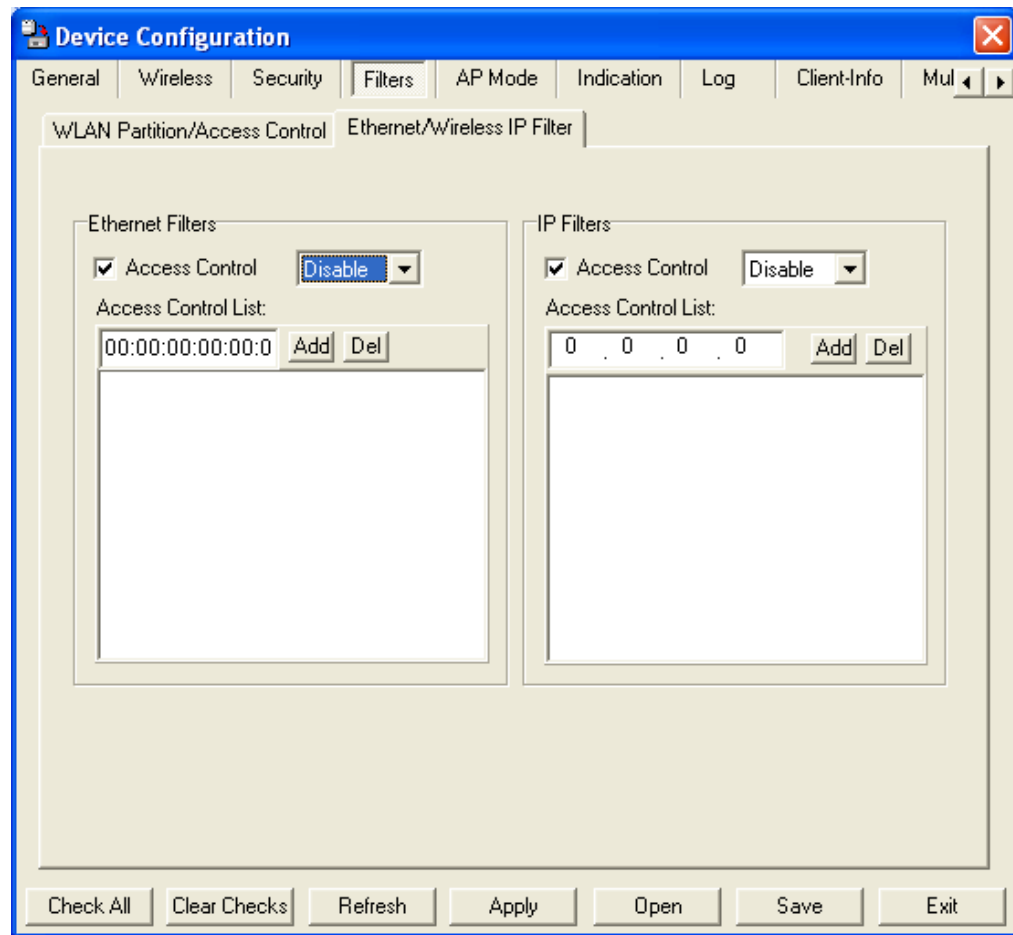 Device Configuration
General Wireless Security Filters AP Mode Indication Log Client-Info Mul
WLAN Partition/Access Control Ethernet/Wireless IP Filter
Ethernet Filters
Access Control Disable
Access Control List:
00:00:00:00:00:0 Add Del
IP Filters
Access Control Disable
Access Control List:
0 . 0 . 0 . 0 Add Del
Check All Clear Checks Refresh Apply Open Save Exit